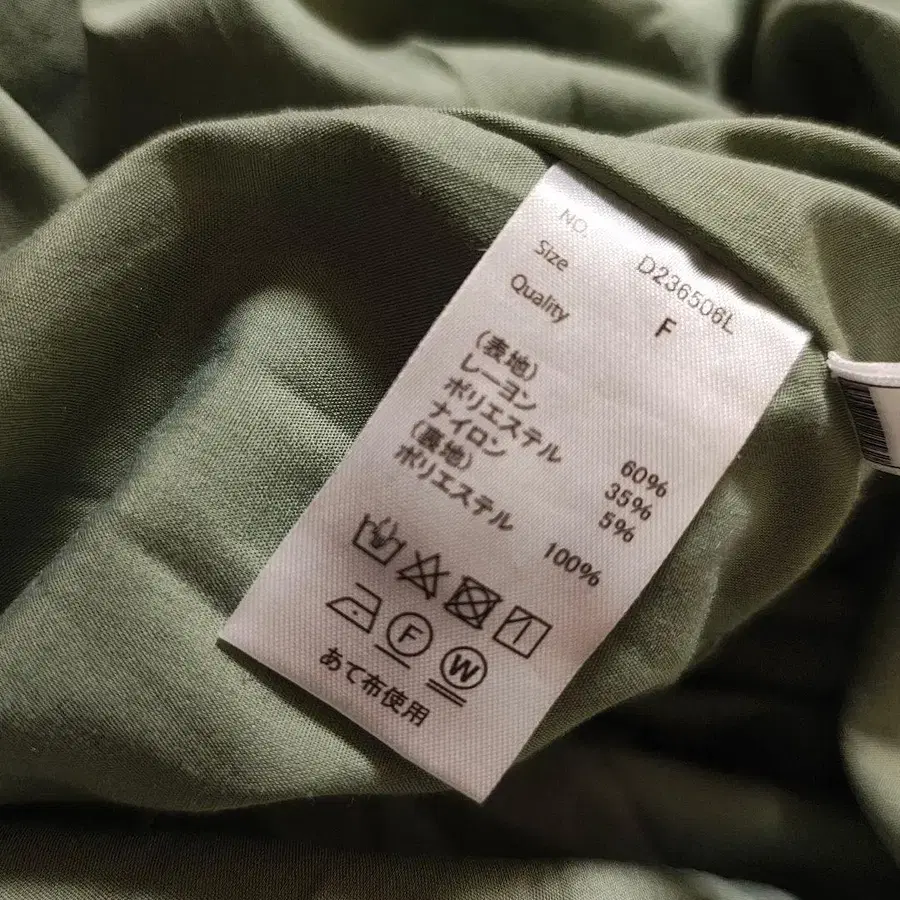 NO. D236506L
Size F
Quality
(表地)
レーヨン 60%
ポリエステル 35%
ナイロン 5%
(裏地)
ポリエステル 100%
F W
あて布使用